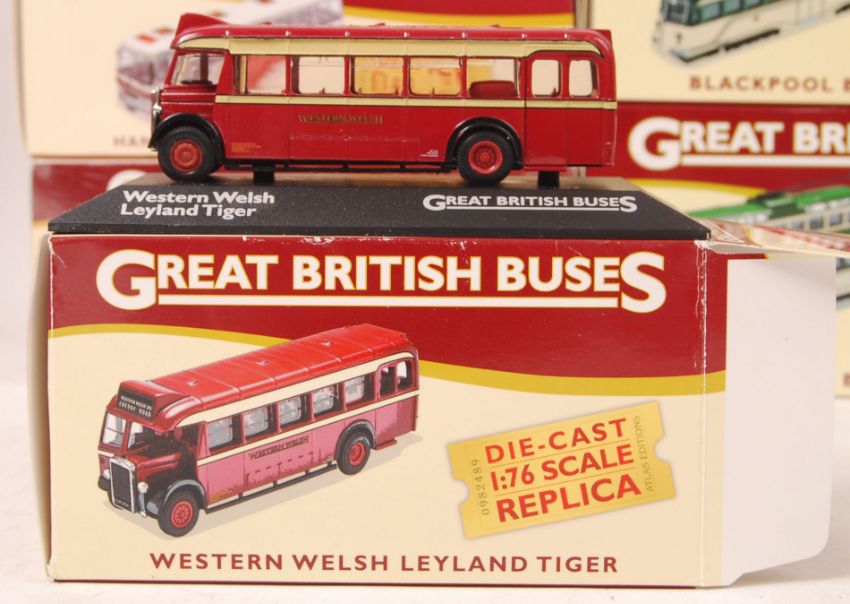 HAN
BLACKPOOL B
GREAT BRI
WESTERN WELSH
Western Welsh
Leyland Tiger
GREAT BRITISH BUSES
GREAT BRITISH BUSES
WESTERN WELSH
DIE-CAST
1:76 SCALE
REPLICA
0982489
ATLAS EDITIONS
WESTERN WELSH LEYLAND TIGER